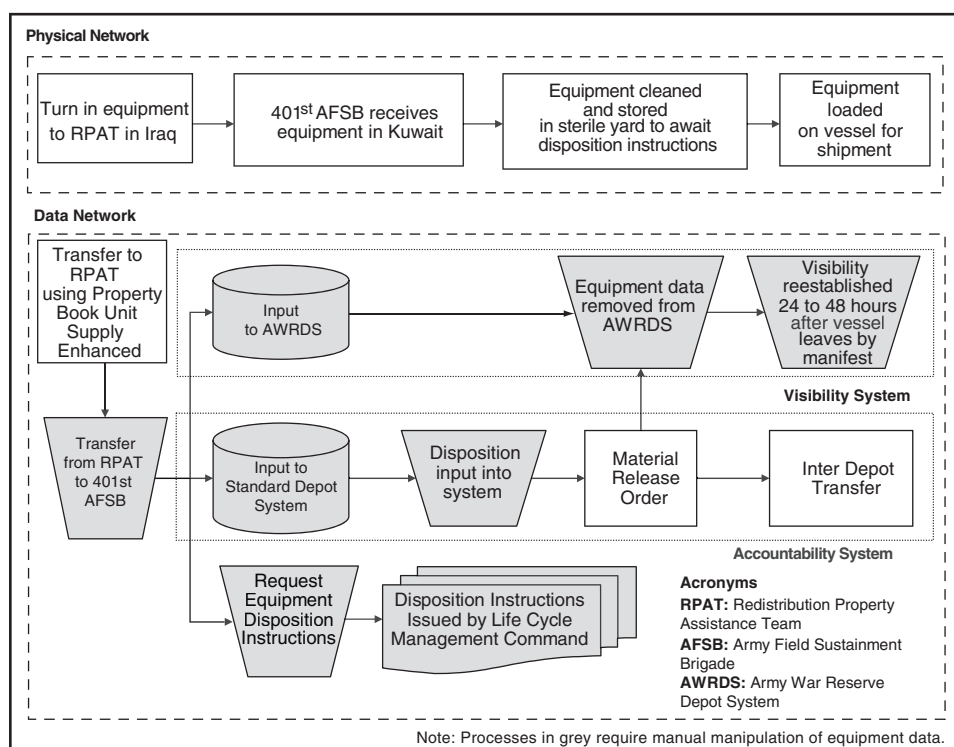 Physical Network
Turn in equipment
to RPAT in Iraq
401st AFSB receives
equipment in Kuwait
Equipment cleaned
and stored
in sterile yard to await
disposition instructions
Equipment
loaded
on vessel for
shipment
Data Network
Transfer to
RPAT
using Property
Book Unit
Supply
Enhanced
Input
to AWRDS
Equipment data
removed from
AWRDS
Visibility
reestablished
24 to 48 hours
after vessel
leaves by
manifest
Visibility System
Transfer
from RPAT
to 401st
AFSB
Input to
Standard Depot
System
Disposition
input into
system
Material
Release
Order
Inter Depot
Transfer
Accountability System
Request
Equipment
Disposition
Instructions
Disposition Instructions
Issued by Life Cycle
Management Command
Acronyms
RPAT: Redistribution Property
Assistance Team
AFSB: Army Field Sustainment
Brigade
AWRDS: Army War Reserve
Depot System
Note: Processes in grey require manual manipulation of equipment data.